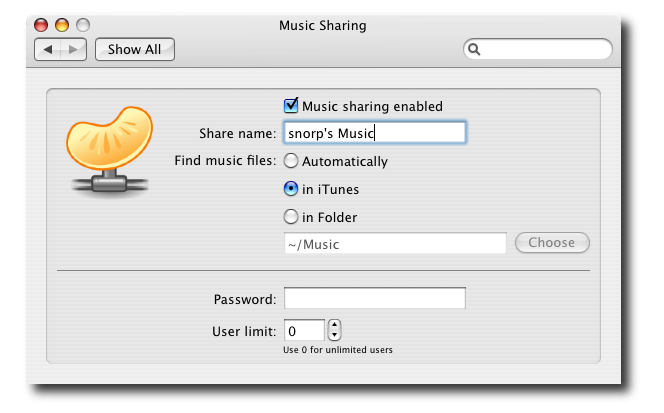 Music Sharing
Show All
Music sharing enabled
Share name: snorp's Music
Find music files: Automatically
in iTunes
in Folder
~/Music Choose
Password:
User limit: 0
Use 0 for unlimited users